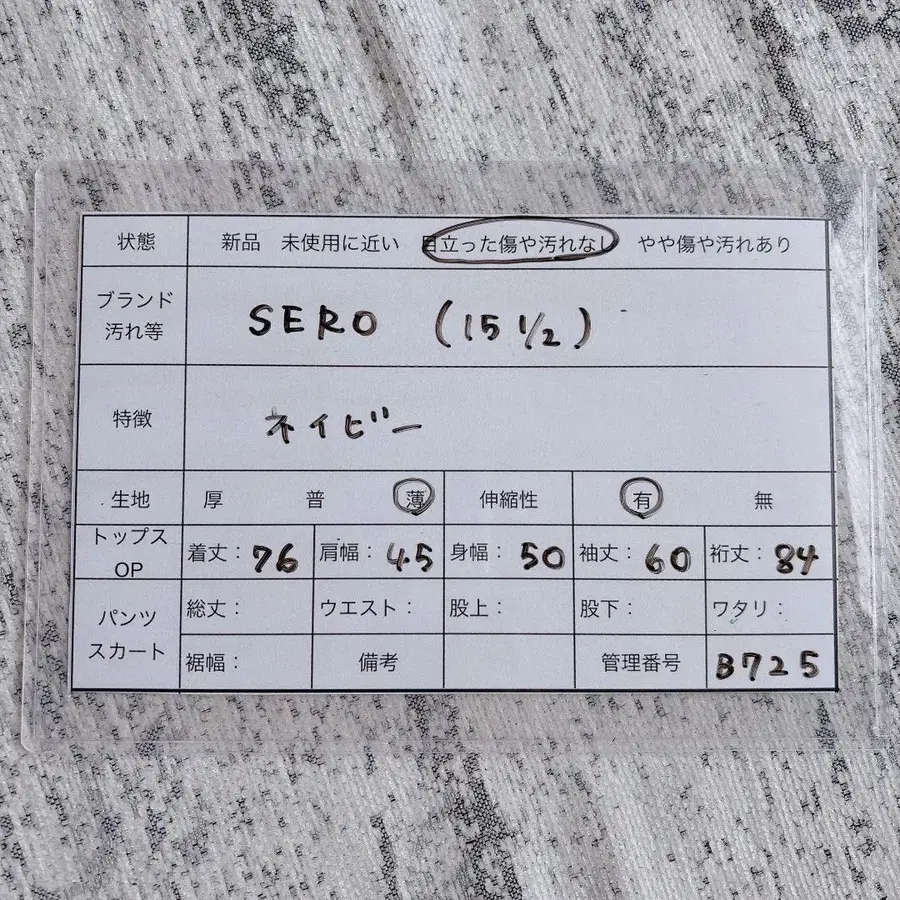 状態 新品 未使用に近い 目立った傷や汚れなし やや傷や汚れあり
ブランド
汚れ等
SERO (15 1/2)
特徴 ネイビー
生地 厚 普 薄 伸縮性 有 無
トップス
OP
着丈： 76 肩幅： 45 身幅： 50 袖丈： 60 裄丈： 84
パンツ
スカート
総丈： ウエスト： 股上： 股下： ワタリ：
裾幅： 備考 管理番号 B725